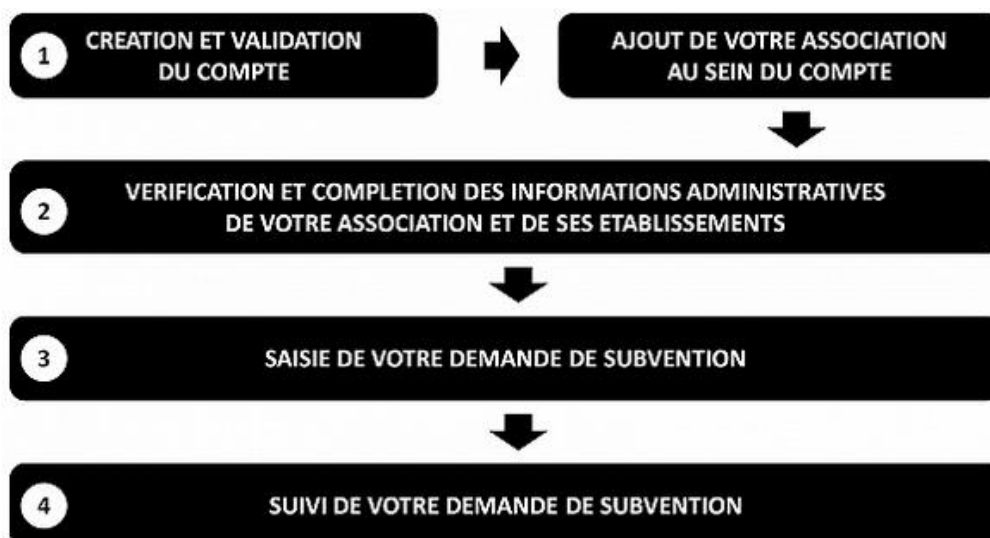 1
CREATION ET VALIDATION
DU COMPTE
AJOUT DE VOTRE ASSOCIATION
AU SEIN DU COMPTE
2
VERIFICATION ET COMPLETION DES INFORMATIONS ADMINISTRATIVES
DE VOTRE ASSOCIATION ET DE SES ETABLISSEMENTS
3
SAISIE DE VOTRE DEMANDE DE SUBVENTION
4
SUIVI DE VOTRE DEMANDE DE SUBVENTION